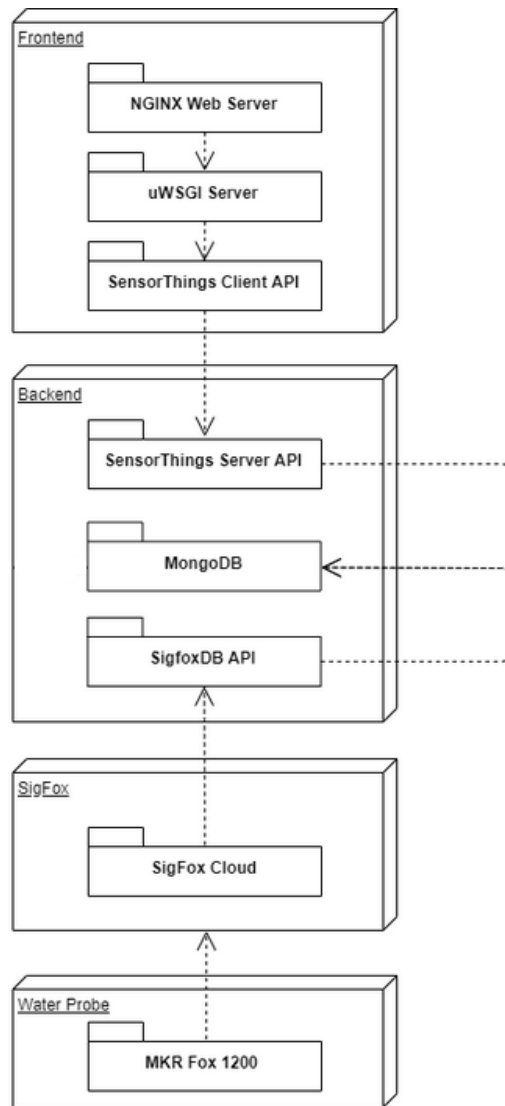 Frontend
NGINX Web Server
uWSGI Server
SensorThings Client API
Backend
SensorThings Server API
MongoDB
SigfoxDB API
SigFox
SigFox Cloud
Water Probe
MKR Fox 1200